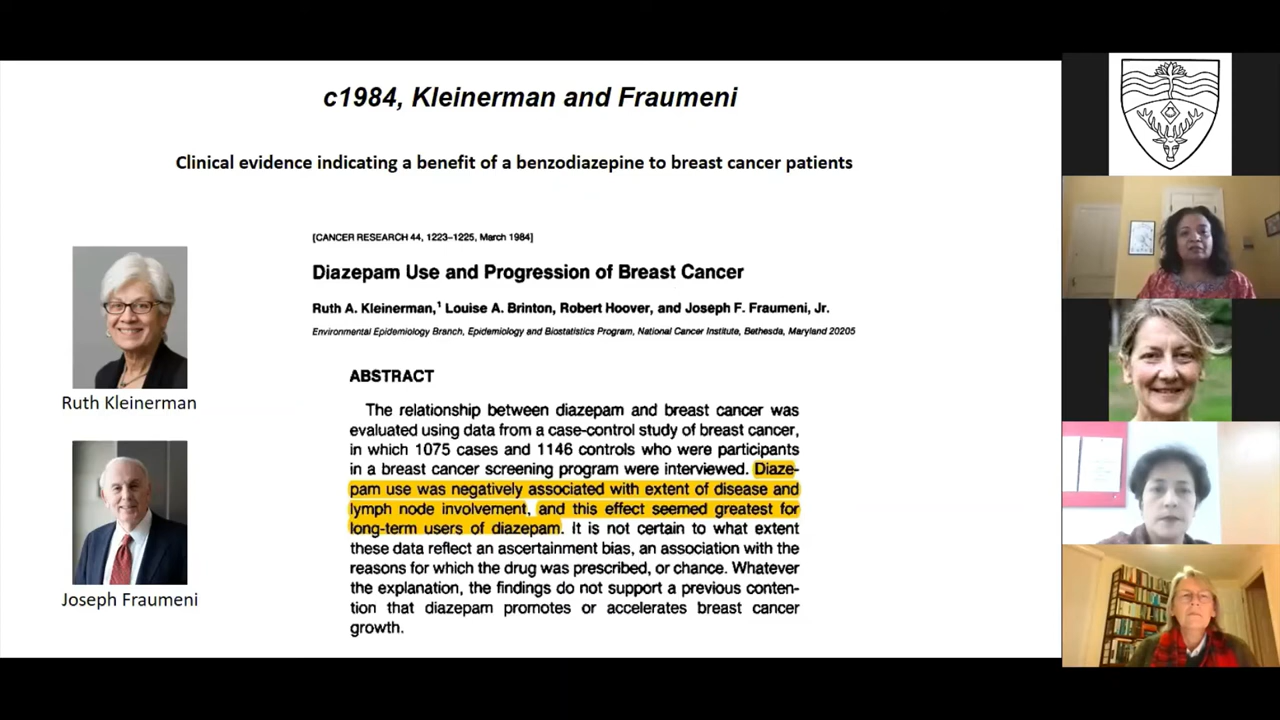 c1984, Kleinerman and Fraumeni
Clinical evidence indicating a benefit of a benzodiazepine to breast cancer patients
[CANCER RESEARCH 44, 1223–1225, March 1984]
Diazepam Use and Progression of Breast Cancer
Ruth A. Kleinerman,¹ Louise A. Brinton, Robert Hoover, and Joseph F. Fraumeni, Jr.
Environmental Epidemiology Branch, Epidemiology and Biostatistics Program, National Cancer Institute, Bethesda, Maryland 20205
ABSTRACT
The relationship between diazepam and breast cancer was
evaluated using data from a case-control study of breast cancer,
in which 1075 cases and 1146 controls who were participants
in a breast cancer screening program were interviewed. Diaze-
pam use was negatively associated with extent of disease and
lymph node involvement, and this effect seemed greatest for
long-term users of diazepam. It is not certain to what extent
these data reflect an ascertainment bias, an association with the
reasons for which the drug was prescribed, or chance. Whatever
the explanation, the findings do not support a previous conten-
tion that diazepam promotes or accelerates breast cancer
growth.
Ruth Kleinerman
Joseph Fraumeni